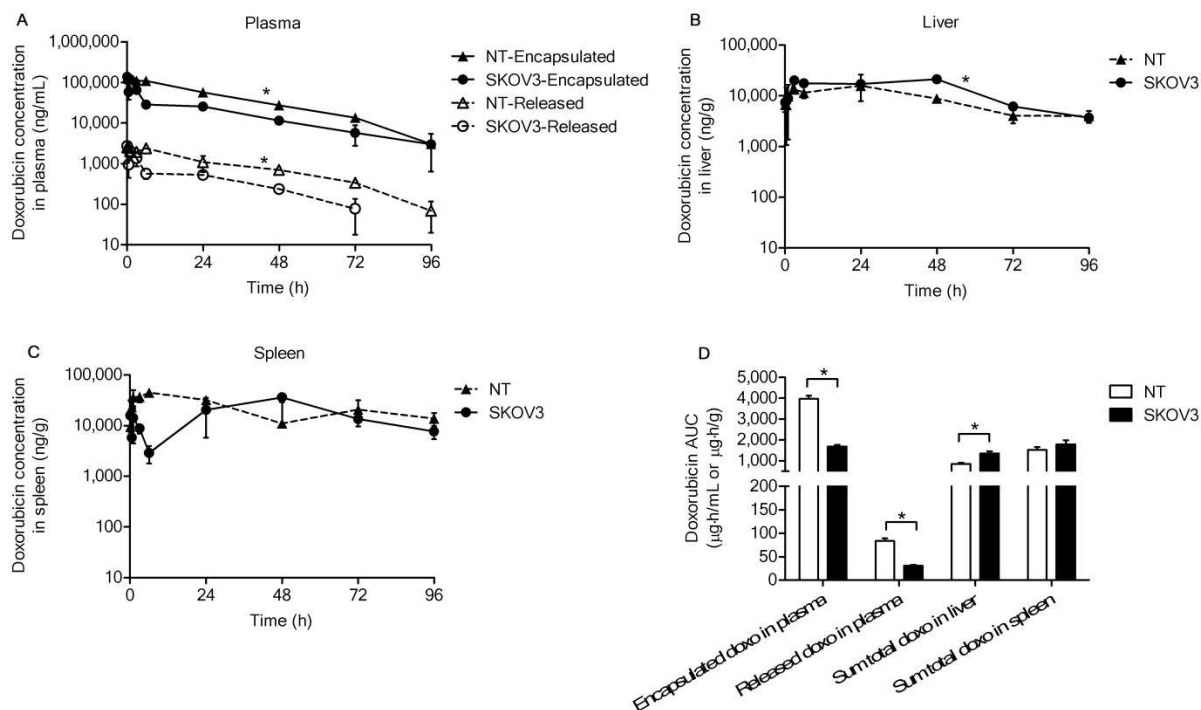 A
Plasma
Doxorubicin concentration
in plasma (ng/mL)
1,000,000
100,000
10,000
1,000
100
10
*
*
0
24
48
72
96
Time (h)
NT-Encapsulated
SKOV3-Encapsulated
NT-Released
SKOV3-Released
B
Liver
Doxorubicin concentration
in liver (ng/g)
100,000
10,000
1,000
100
10
*
0
24
48
72
96
Time (h)
NT
SKOV3
C
Spleen
Doxorubicin concentration
in spleen (ng/g)
100,000
10,000
1,000
100
10
0
24
48
72
96
Time (h)
NT
SKOV3
D
Doxorubicin AUC
(μg·h/mL or μg·h/g)
5,000
4,000
3,000
2,000
1,000
200
150
100
50
0
*
*
*
Encapsulated doxo in plasma
Released doxo in plasma
Sum total doxo in liver
Sum total doxo in spleen
NT
SKOV3